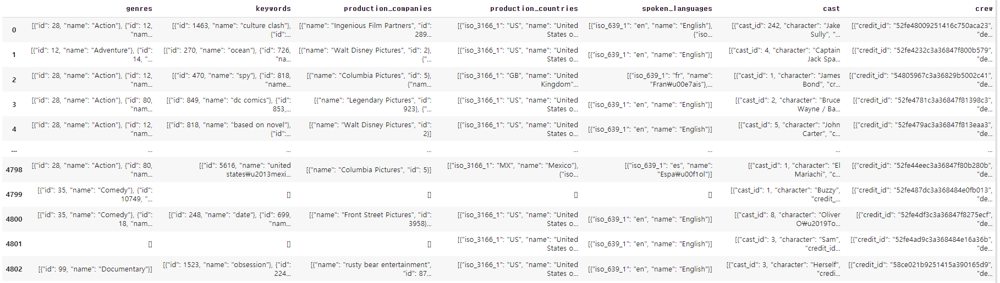 genres keywords production_companies production_countries spoken_languages cast crew
0 [{"id": 28, "name": "Action"}, {"id": 12, "nam... [{"id": 1463, "name": "culture clash"}, {"id":... [{"name": "Ingenious Film Partners", "id": 289... [{"iso_3166_1": "US", "name": "United States o... [{"iso_639_1": "en", "name": "English"}, {"iso... [{"cast_id": 242, "character": "Jake Sully", "... [{"credit_id": "52fe48009251416c750aca23", "de...
1 [{"id": 12, "name": "Adventure"}, {"id": 14, "... [{"id": 270, "name": "ocean"}, {"id": 726, "na... [{"name": "Walt Disney Pictures", "id": 2}, {"... [{"iso_3166_1": "US", "name": "United States o... [{"iso_639_1": "en", "name": "English"}] [{"cast_id": 4, "character": "Captain Jack Spa... [{"credit_id": "52fe4232c3a36847f800b579", "de...
2 [{"id": 28, "name": "Action"}, {"id": 12, "nam... [{"id": 470, "name": "spy"}, {"id": 818, "name... [{"name": "Columbia Pictures", "id": 5}, {"nam... [{"iso_3166_1": "GB", "name": "United Kingdom"... [{"iso_639_1": "fr", "name": "Fran₩u00e7ais"},... [{"cast_id": 1, "character": "James Bond", "cr... [{"credit_id": "54805967c3a36829b5002c41", "de...
3 [{"id": 28, "name": "Action"}, {"id": 80, "nam... [{"id": 849, "name": "dc comics"}, {"id": 853,... [{"name": "Legendary Pictures", "id": 923}, {"... [{"iso_3166_1": "US", "name": "United States o... [{"iso_639_1": "en", "name": "English"}] [{"cast_id": 2, "character": "Bruce Wayne / Ba... [{"credit_id": "52fe4781c3a36847f81398c3", "de...
4 [{"id": 28, "name": "Action"}, {"id": 12, "nam... [{"id": 818, "name": "based on novel"}, {"id":... [{"name": "Walt Disney Pictures", "id": 2}] [{"iso_3166_1": "US", "name": "United States o... [{"iso_639_1": "en", "name": "English"}] [{"cast_id": 5, "character": "John Carter", "c... [{"credit_id": "52fe479ac3a36847f813eaa3", "de...
... ... ... ... ... ... ... ...
4798 [{"id": 28, "name": "Action"}, {"id": 80, "nam... [{"id": 5616, "name": "united states₩u2013mexi... [{"name": "Columbia Pictures", "id": 5}] [{"iso_3166_1": "MX", "name": "Mexico"}, {"iso... [{"iso_639_1": "es", "name": "Espa₩u00f1ol"}] [{"cast_id": 1, "character": "El Mariachi", "c... [{"credit_id": "52fe44eec3a36847f80b280b", "de...
4799 [{"id": 35, "name": "Comedy"}, {"id": 10749, "... [] [] [] [] [{"cast_id": 1, "character": "Buzzy", "credit_... [{"credit_id": "52fe487dc3a368484e0fb013", "de...
4800 [{"id": 35, "name": "Comedy"}, {"id": 18, "nam... [{"id": 248, "name": "date"}, {"id": 699, "nam... [{"name": "Front Street Pictures", "id": 3958}... [{"iso_3166_1": "US", "name": "United States o... [{"iso_639_1": "en", "name": "English"}] [{"cast_id": 8, "character": "Oliver O₩u2019To... [{"credit_id": "52fe4df3c3a36847f8275ecf", "de...
4801 [] [] [] [{"iso_3166_1": "US", "name": "United States o... [{"iso_639_1": "en", "name": "English"}] [{"cast_id": 3, "character": "Sam", "credit_id... [{"credit_id": "52fe4ad9c3a368484e16a36b", "de...
4802 [{"id": 99, "name": "Documentary"}] [{"id": 1523, "name": "obsession"}, {"id": 224... [{"name": "rusty bear entertainment", "id": 87... [{"iso_3166_1": "US", "name": "United States o... [{"iso_639_1": "en", "name": "English"}] [{"cast_id": 3, "character": "Herself", "credi... [{"credit_id": "58ce021b9251415a390165d9", "de...